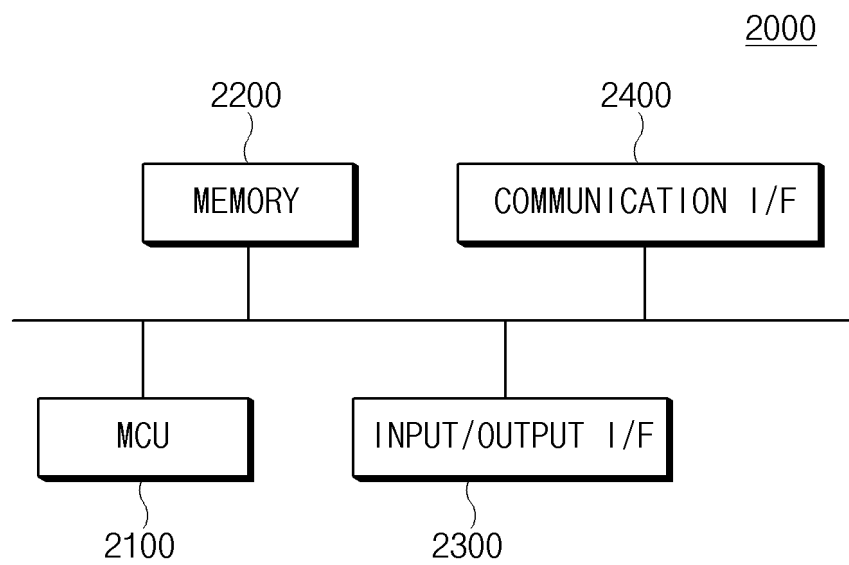 2000
2200
2400
MEMORY
COMMUNICATION I/F
MCU
INPUT/OUTPUT I/F
2100
2300